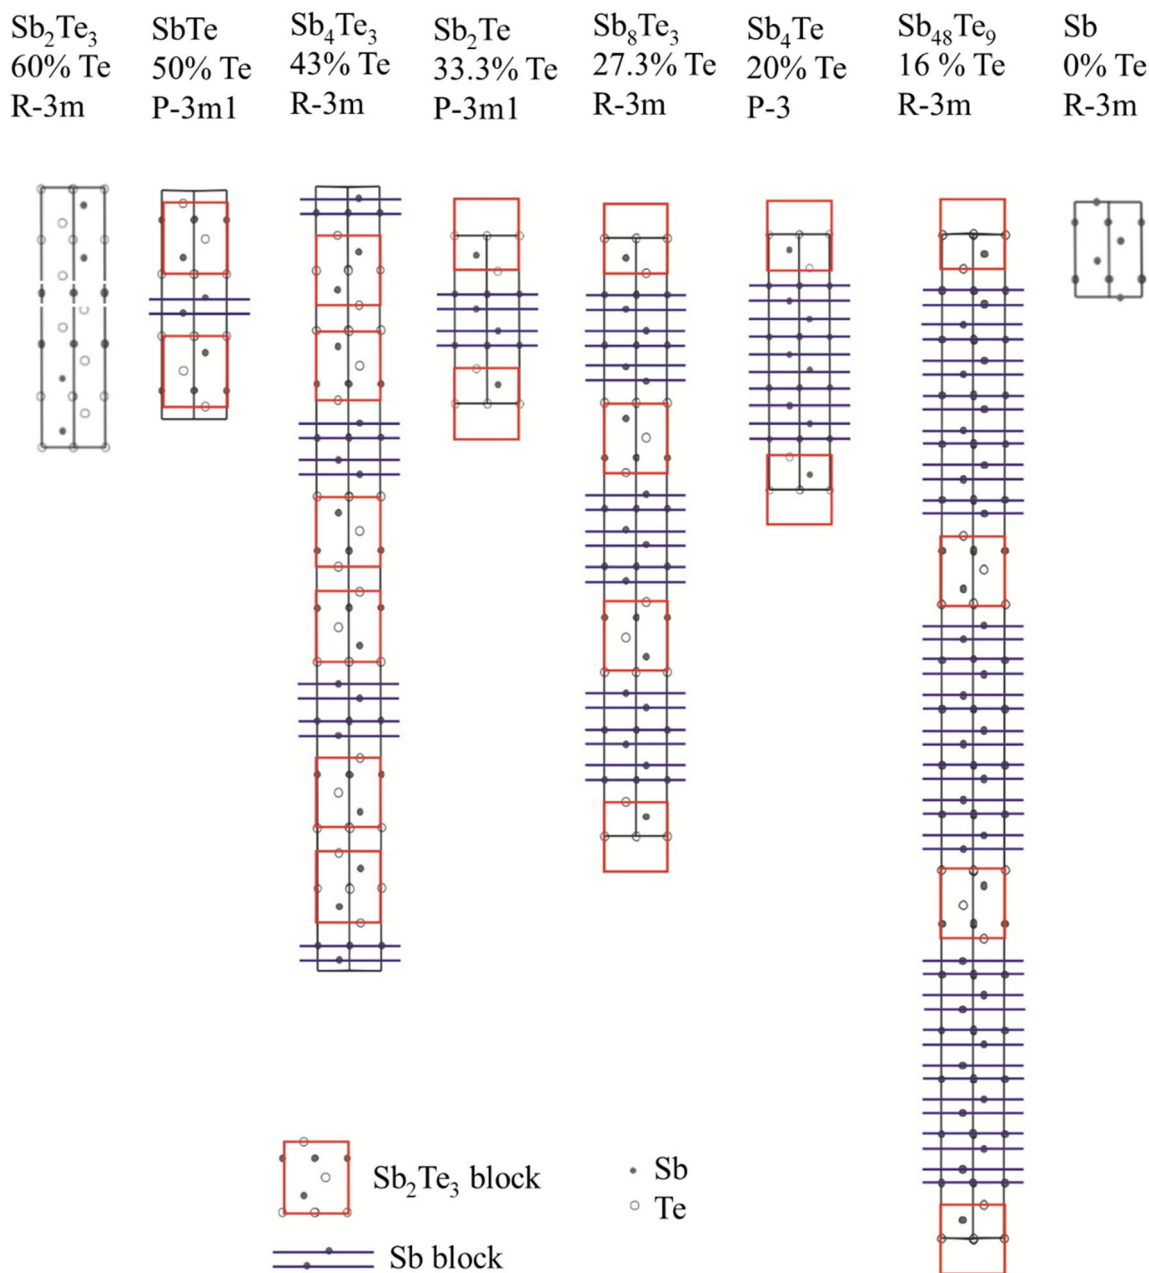 Sb₂Te₃
60% Te
R-3m
SbTe
50% Te
P-3m1
Sb₄Te₃
43% Te
R-3m
Sb₂Te
33.3% Te
P-3m1
Sb₈Te₃
27.3% Te
R-3m
Sb₄Te
20% Te
P-3
Sb₄₈Te₉
16 % Te
R-3m
Sb
0% Te
R-3m
Sb₂Te₃ block
Sb block
Sb
Te